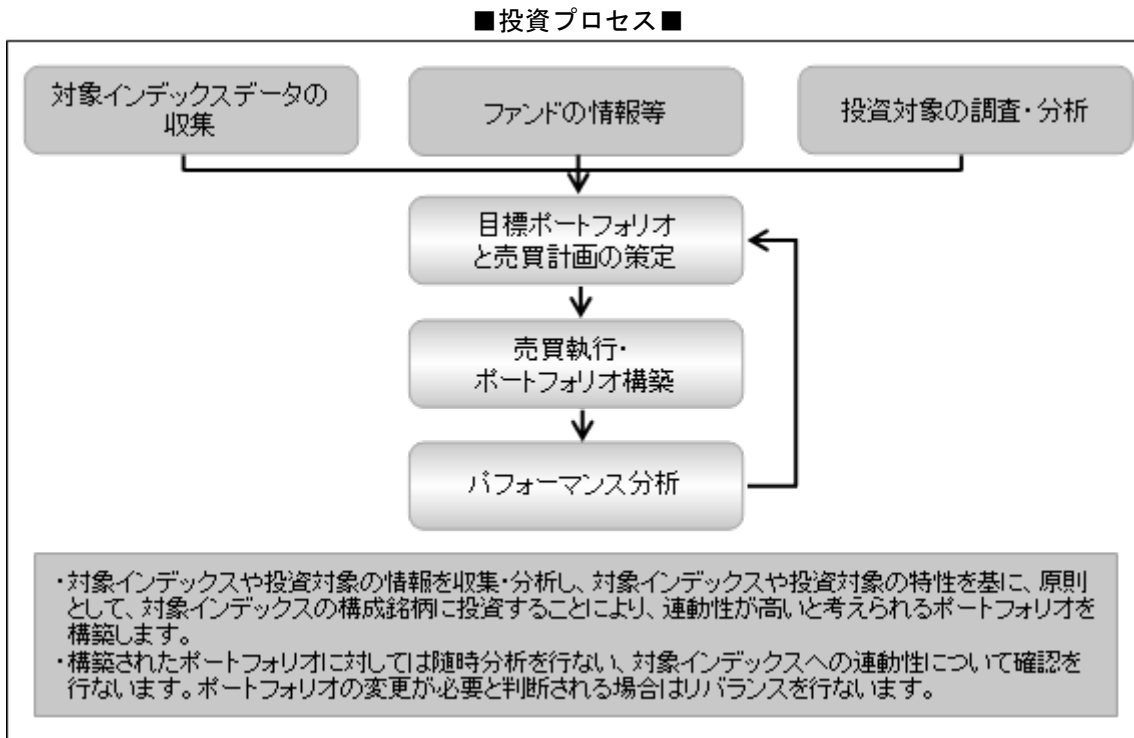 ■投資プロセス■
対象インデックスデータの
収集
ファンドの情報等
投資対象の調査・分析
目標ポートフォリオ
と売買計画の策定
売買執行・
ポートフォリオ構築
パフォーマンス分析
・対象インデックスや投資対象の情報を収集・分析し、対象インデックスや投資対象の特性を基に、原則
として、対象インデックスの構成銘柄に投資することにより、連動性が高いと考えられるポートフォリオを
構築します。
・構築されたポートフォリオに対しては随時分析を行ない、対象インデックスへの連動性について確認を
行ないます。ポートフォリオの変更が必要と判断される場合はリバランスを行ないます。